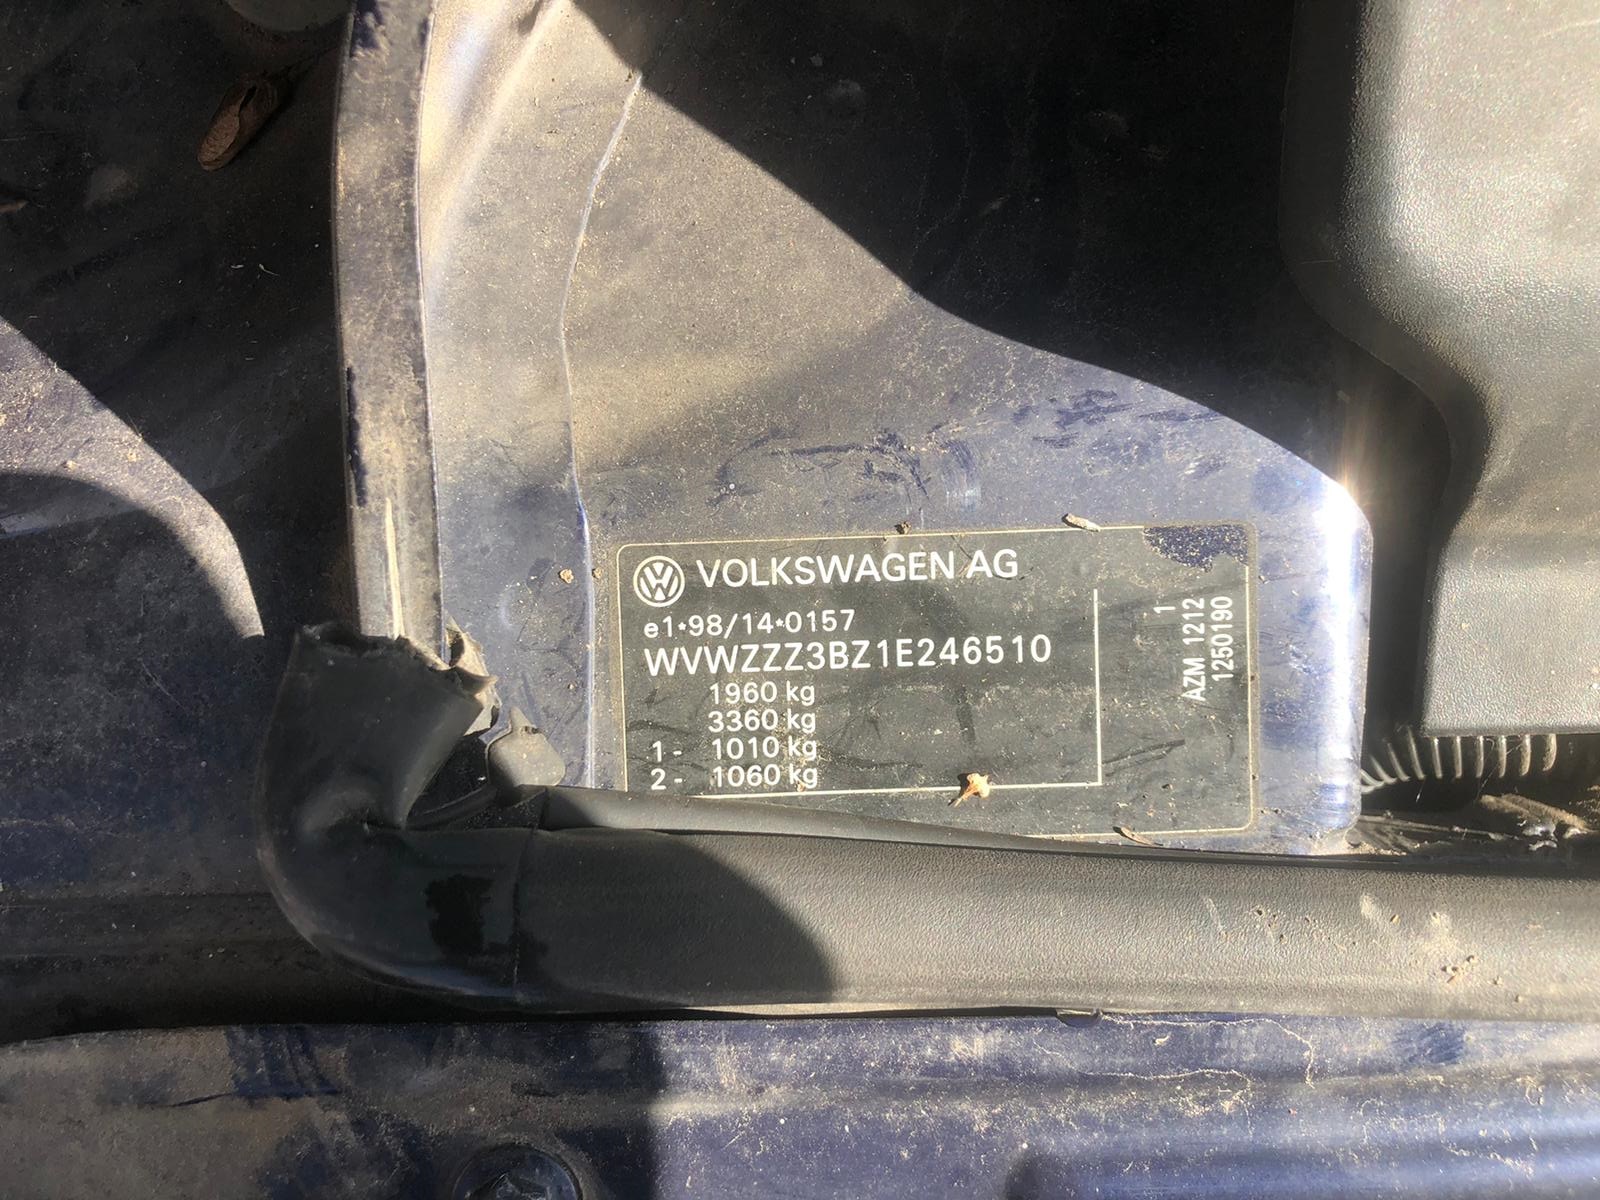 VOLKSWAGEN AG
e1*98/14*0157
WVWZZZ3BZ1E246510
1960 kg
3360 kg
1- 1010 kg
2- 1060 kg
1
AZM 1212
1250190